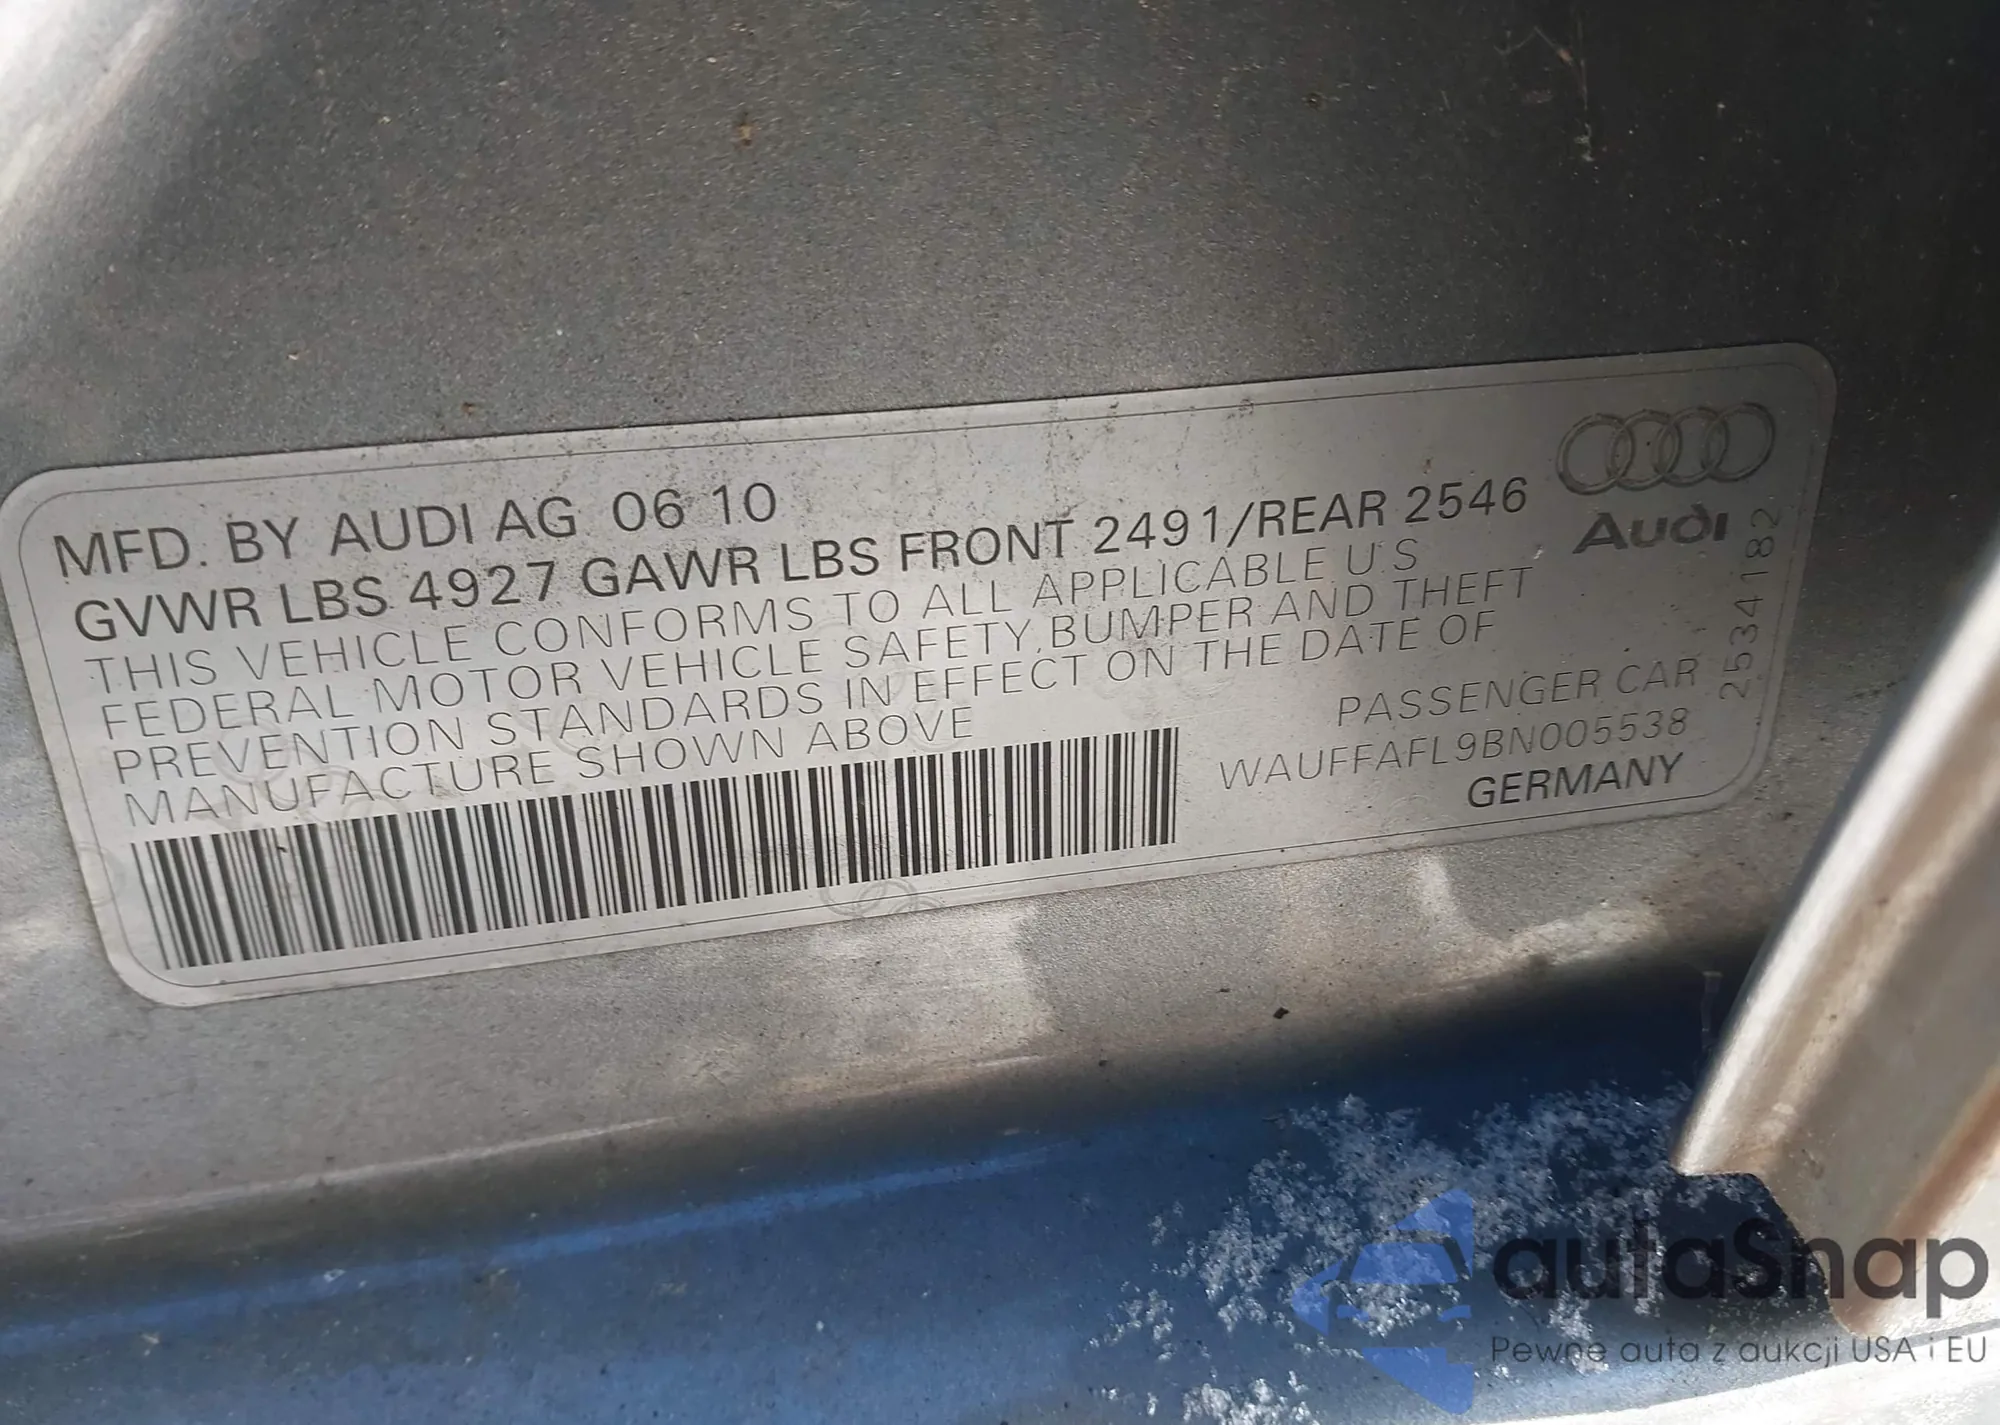 MFD. BY AUDI AG 06 10
GVWR LBS 4927 GAWR LBS FRONT 2491/REAR 2546
THIS VEHICLE CONFORMS TO ALL APPLICABLE U.S
FEDERAL MOTOR VEHICLE SAFETY, BUMPER AND THEFT
PREVENTION STANDARDS IN EFFECT ON THE DATE OF
MANUFACTURE SHOWN ABOVE
PASSENGER CAR
WAUFFAFL9BN005538
GERMANY
Audi
2534182
autaSnap
Pewne auta z aukcji USA i EU